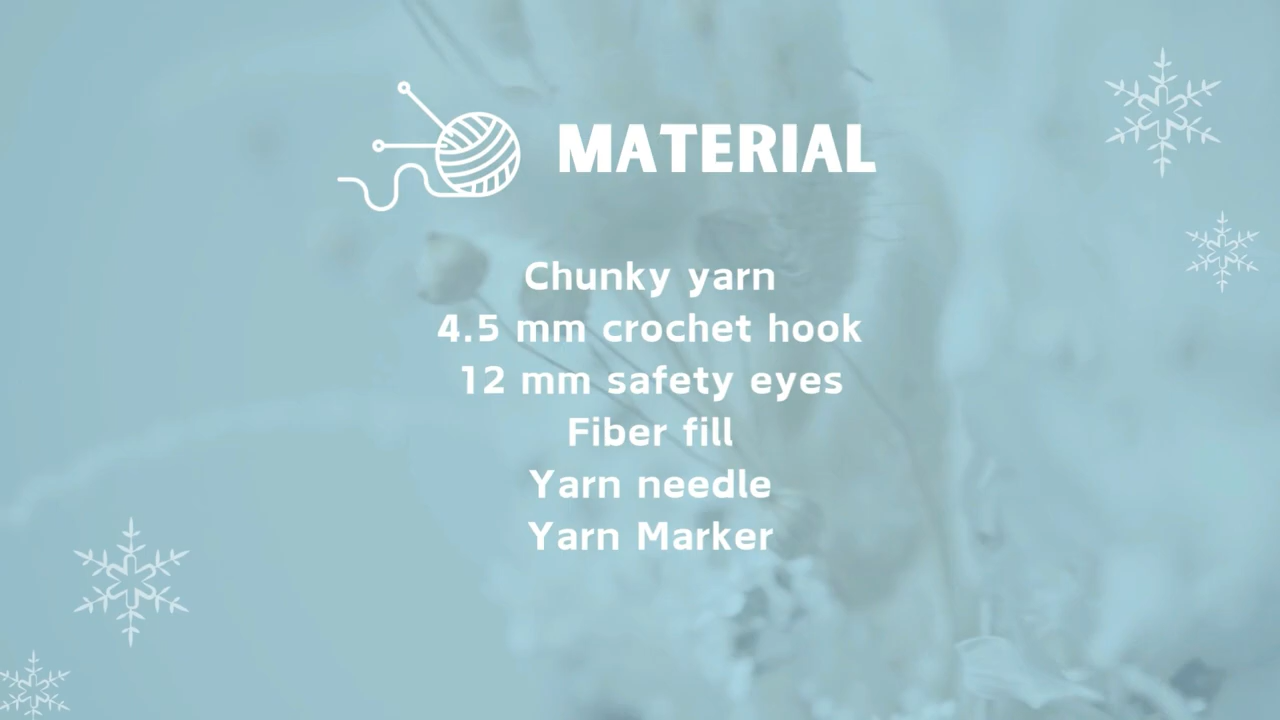 MATERIAL
Chunky yarn
4.5 mm crochet hook
12 mm safety eyes
Fiber fill
Yarn needle
Yarn Marker